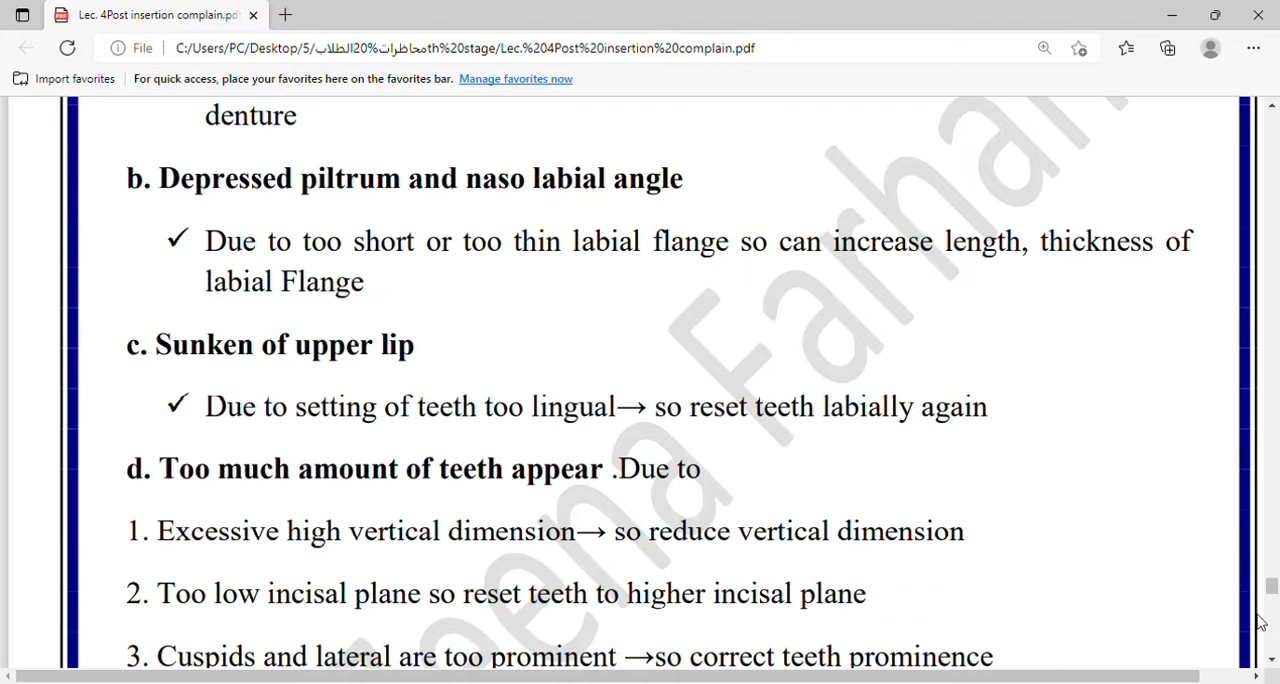 Lec. 4Post insertion complain.pd
File
C:/Users/PC/Desktop/5/محاظرات%20الطلابth%20stage/Lec.%204Post%20insertion%20complain.pdf
Import favorites
For quick access, place your favorites here on the favorites bar. Manage favorites now
denture
b. Depressed piltrum and naso labial angle
✓ Due to too short or too thin labial flange so can increase length, thickness of
labial Flange
c. Sunken of upper lip
✓ Due to setting of teeth too lingual→ so reset teeth labially again
d. Too much amount of teeth appear .Due to
1. Excessive high vertical dimension→ so reduce vertical dimension
2. Too low incisal plane so reset teeth to higher incisal plane
3. Cuspids and lateral are too prominent →so correct teeth prominence
Farhan